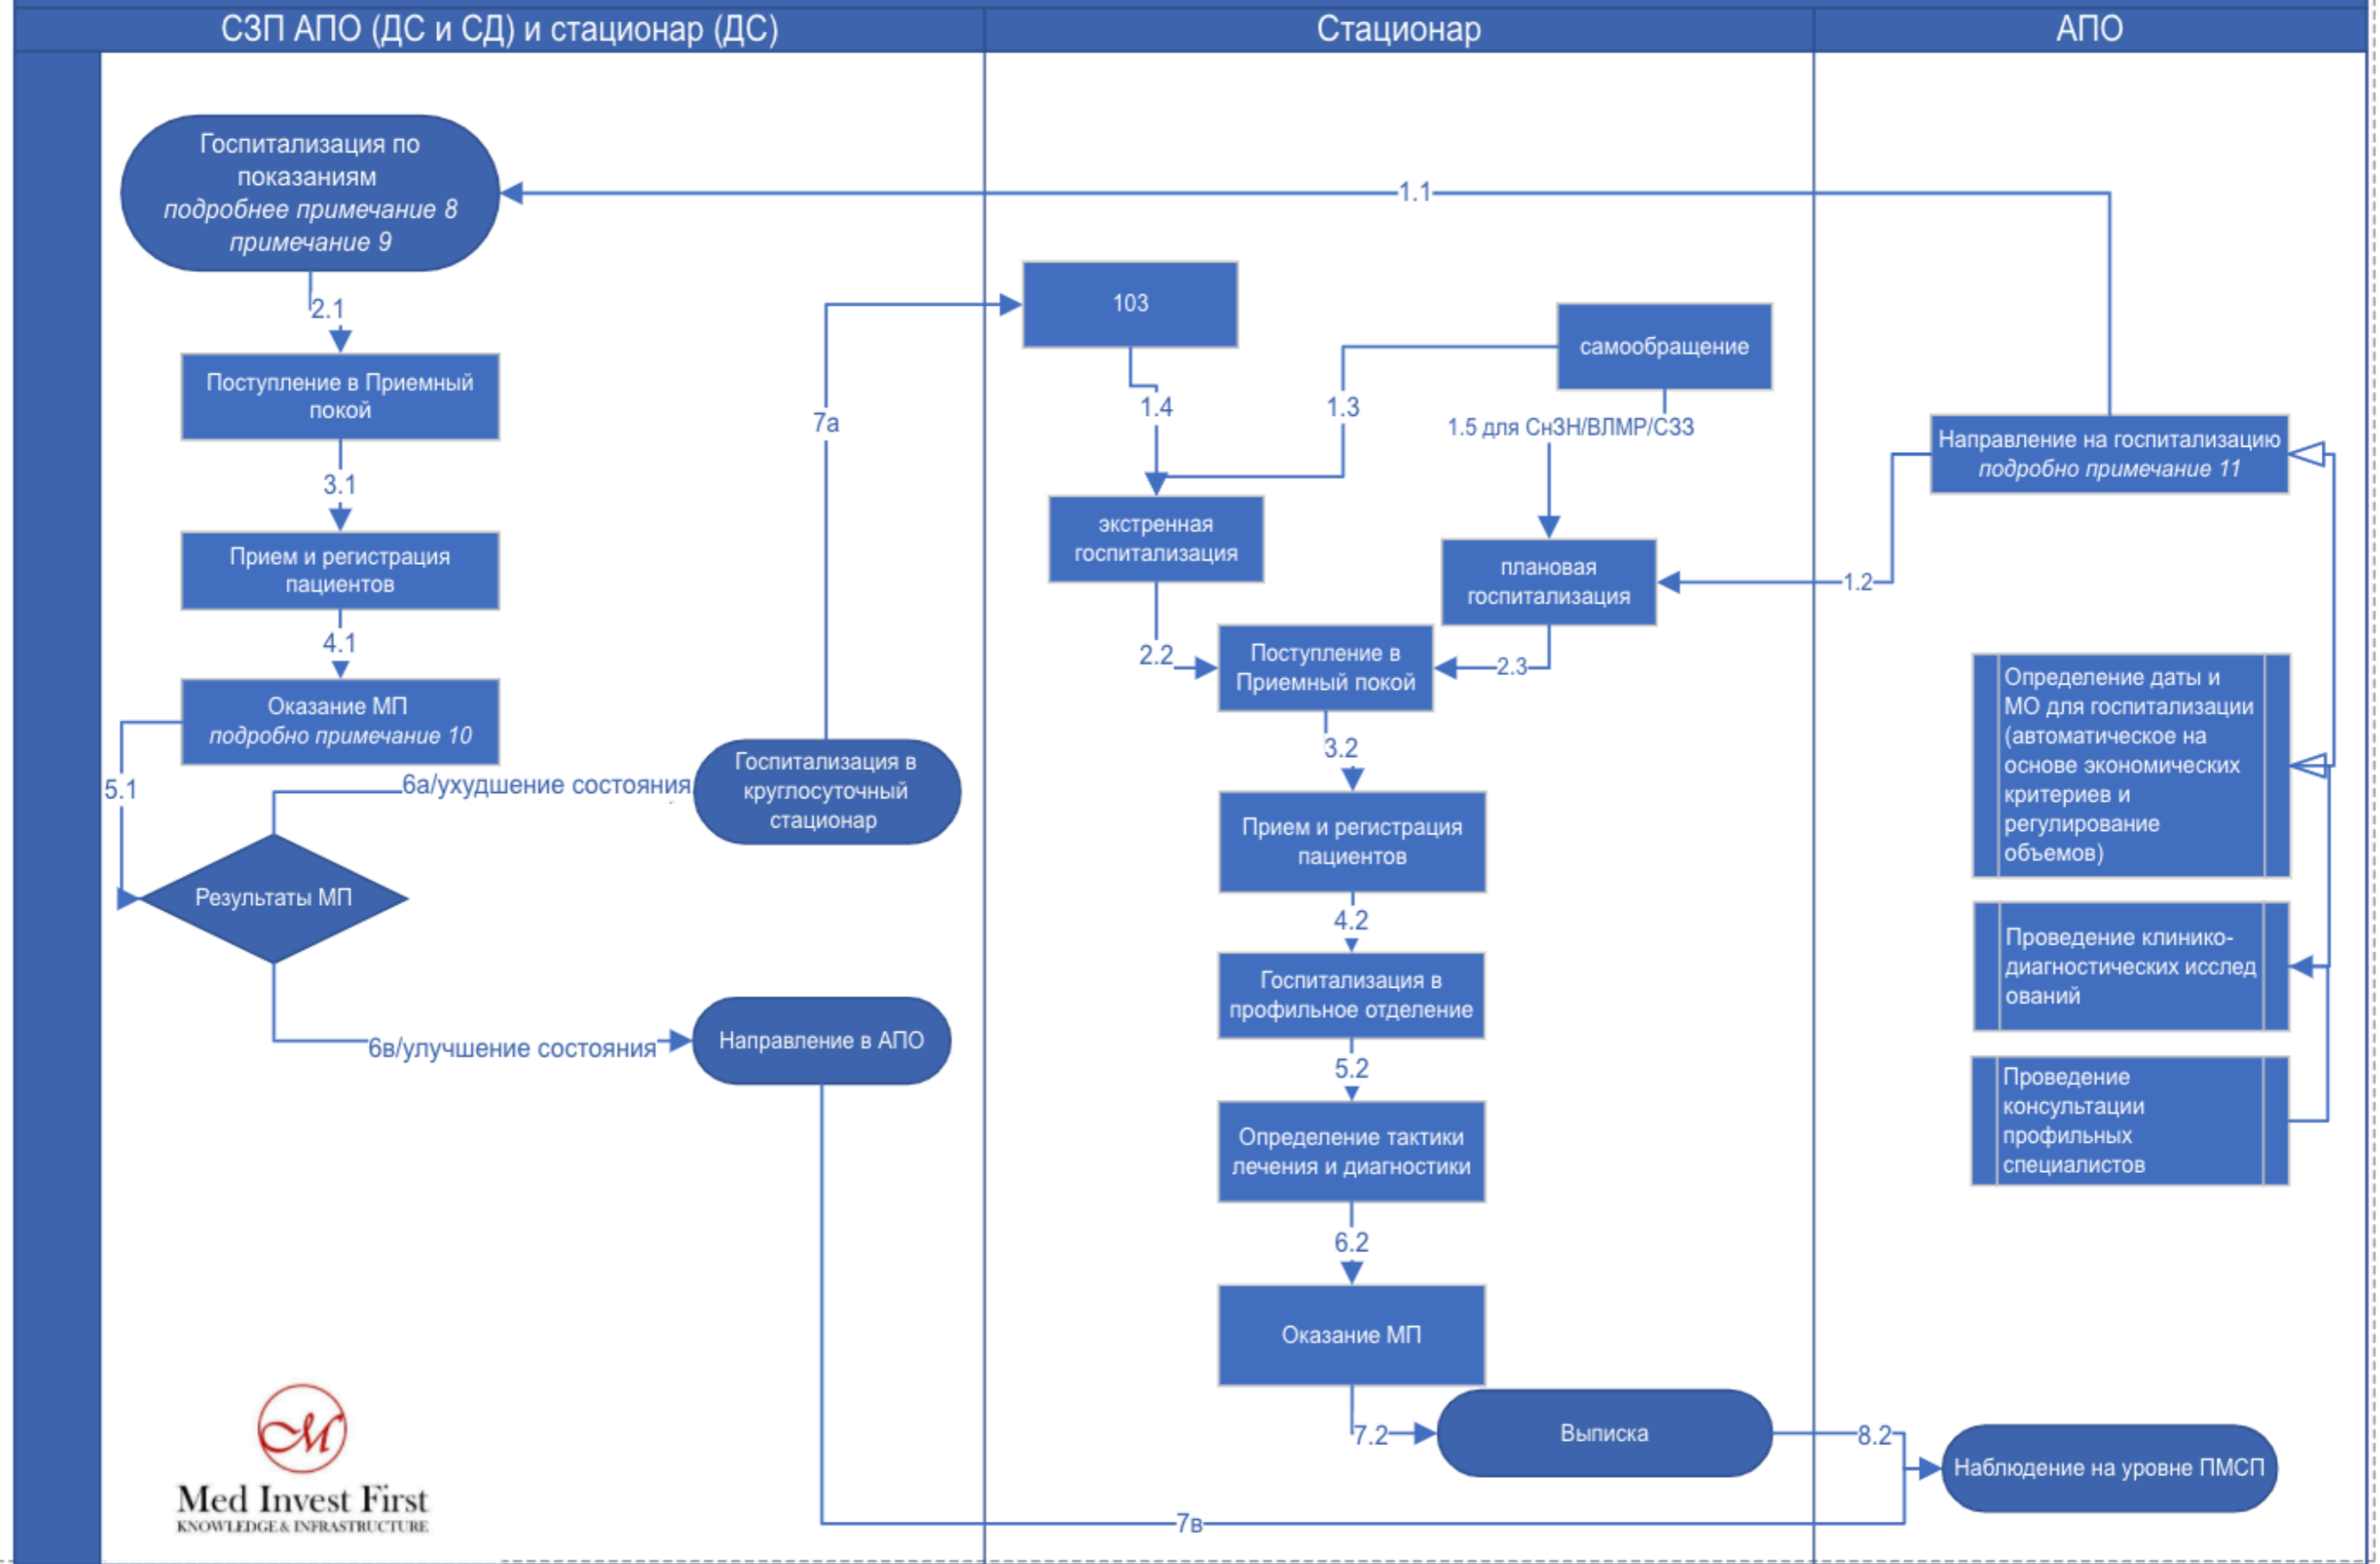 СЗП АПО (ДС и СД) и стационар (ДС)
Стационар
АПО
Госпитализация по
показаниям
подробнее примечание 8
примечание 9
1.1
2.1
Поступление в Приемный
покой
3.1
Прием и регистрация
пациентов
4.1
Оказание МП
подробно примечание 10
5.1
6а/ухудшение состояния
Госпитализация в
круглосуточный
стационар
7а
Результаты МП
6в/улучшение состояния
Направление в АПО
7в
103
самообращение
1.4
1.3
1.5 для СнЗН/ВЛМР/СЗЗ
экстренная
госпитализация
плановая
госпитализация
1.2
2.2
Поступление в
Приемный покой
2.3
3.2
Прием и регистрация
пациентов
4.2
Госпитализация в
профильное отделение
5.2
Определение тактики
лечения и диагностики
6.2
Оказание МП
7.2
Выписка
8.2
Направление на госпитализацию
подробно примечание 11
Определение даты и
МО для госпитализации
(автоматическое на
основе экономических
критериев и
регулирование
объемов)
Проведение клинико-
диагностических исслед
ований
Проведение
консультации
профильных
специалистов
Наблюдение на уровне ПМСП
M
Med Invest First
KNOWLEDGE & INFRASTRUCTURE